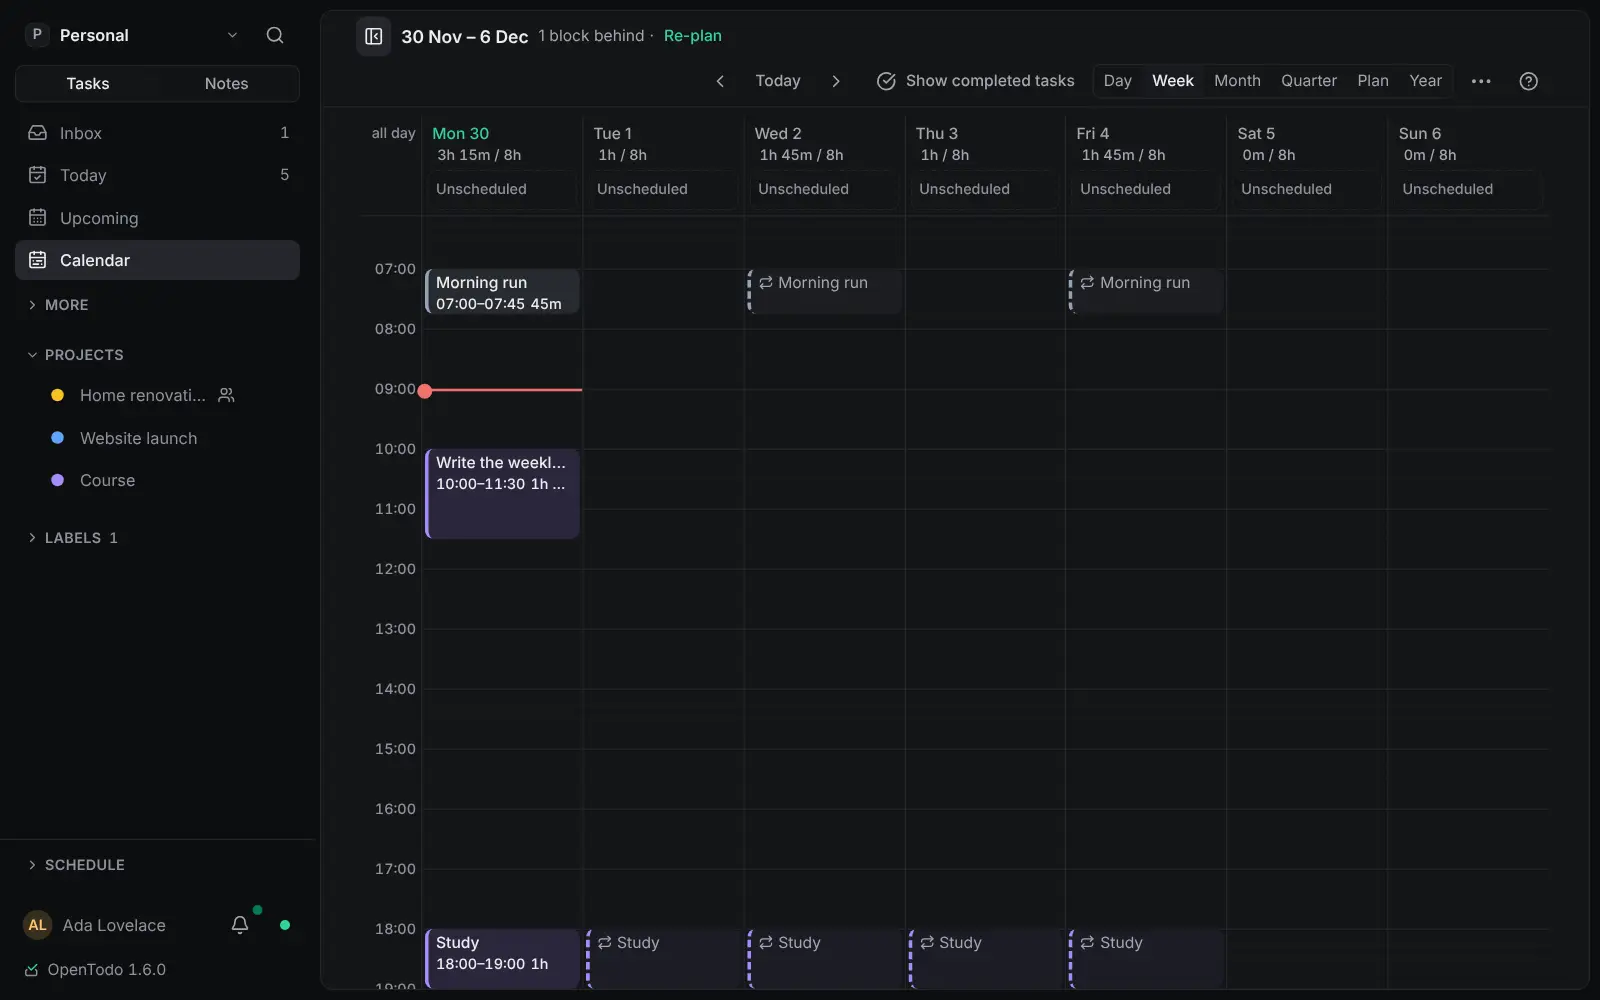 P Personal
Tasks Notes
Inbox 1
Today 5
Upcoming
Calendar
MORE
PROJECTS
Home renovati...
Website launch
Course
LABELS 1
SCHEDULE
AL Ada Lovelace
OpenTodo 1.6.0
30 Nov – 6 Dec 1 block behind · Re-plan
Today Show completed tasks Day Week Month Quarter Plan Year
all day Mon 30 Tue 1 Wed 2 Thu 3 Fri 4 Sat 5 Sun 6
3h 15m / 8h 1h / 8h 1h 45m / 8h 1h / 8h 1h 45m / 8h 0m / 8h 0m / 8h
Unscheduled Unscheduled Unscheduled Unscheduled Unscheduled Unscheduled Unscheduled
07:00
Morning run Morning run Morning run
07:00–07:45 45m
08:00
09:00
10:00
Write the weekl...
10:00–11:30 1h ...
11:00
12:00
13:00
14:00
15:00
16:00
17:00
18:00
Study Study Study Study Study
18:00–19:00 1h
19:00